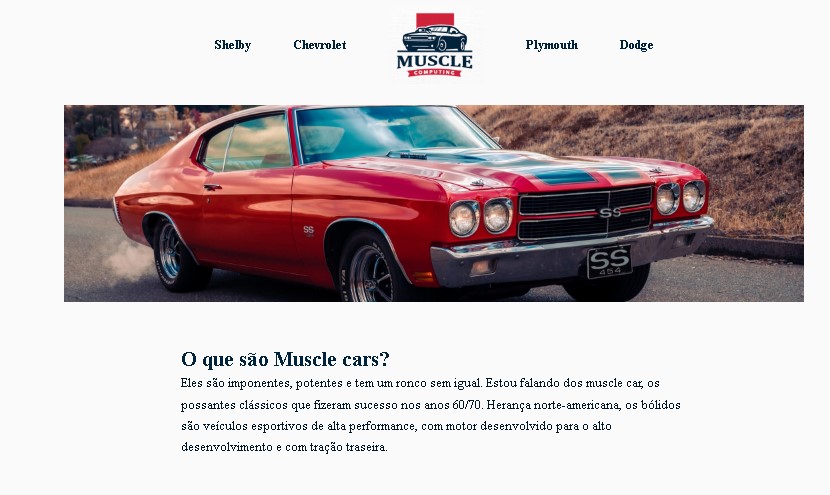 Shelby Chevrolet MUSCLE COMPUTING Plymouth Dodge
SS
SS
SS
454
O que são Muscle cars?
Eles são imponentes, potentes e tem um ronco sem igual. Estou falando dos muscle car, os
possantes clássicos que fizeram sucesso nos anos 60/70. Herança norte-americana, os bólidos
são veículos esportivos de alta performance, com motor desenvolvido para o alto
desenvolvimento e com tração traseira.